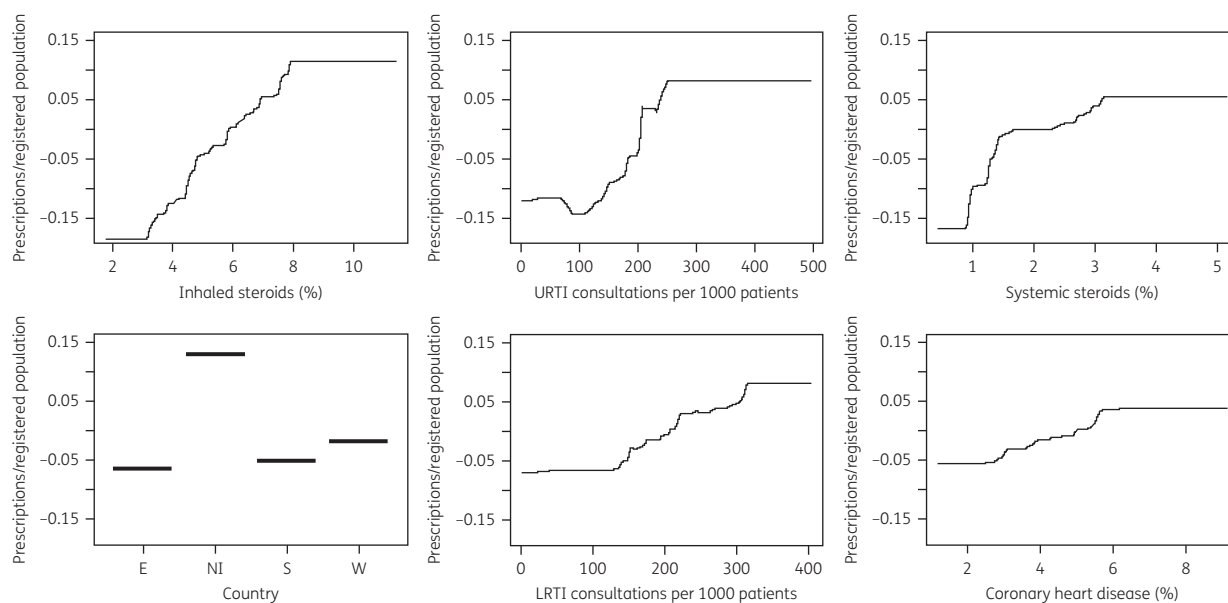 Prescriptions/registered population
0.15
0.05
−0.05
−0.15
2 4 6 8 10
Inhaled steroids (%)
Prescriptions/registered population
0.15
0.05
−0.05
−0.15
0 100 200 300 400 500
URTI consultations per 1000 patients
Prescriptions/registered population
0.15
0.05
−0.05
−0.15
1 2 3 4 5
Systemic steroids (%)
Prescriptions/registered population
0.15
0.05
−0.05
−0.15
E NI S W
Country
Prescriptions/registered population
0.15
0.05
−0.05
−0.15
0 100 200 300 400
LRTI consultations per 1000 patients
Prescriptions/registered population
0.15
0.05
−0.05
−0.15
2 4 6 8
Coronary heart disease (%)